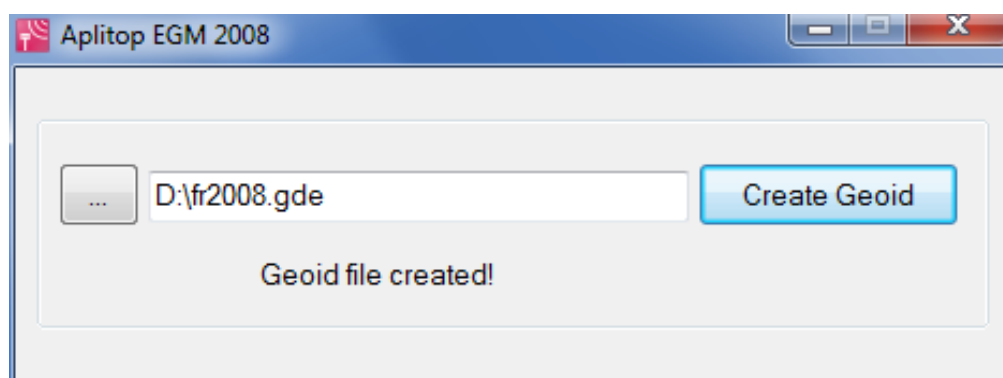 Aplitop EGM 2008
... D:\fr2008.gde Create Geoid
Geoid file created!